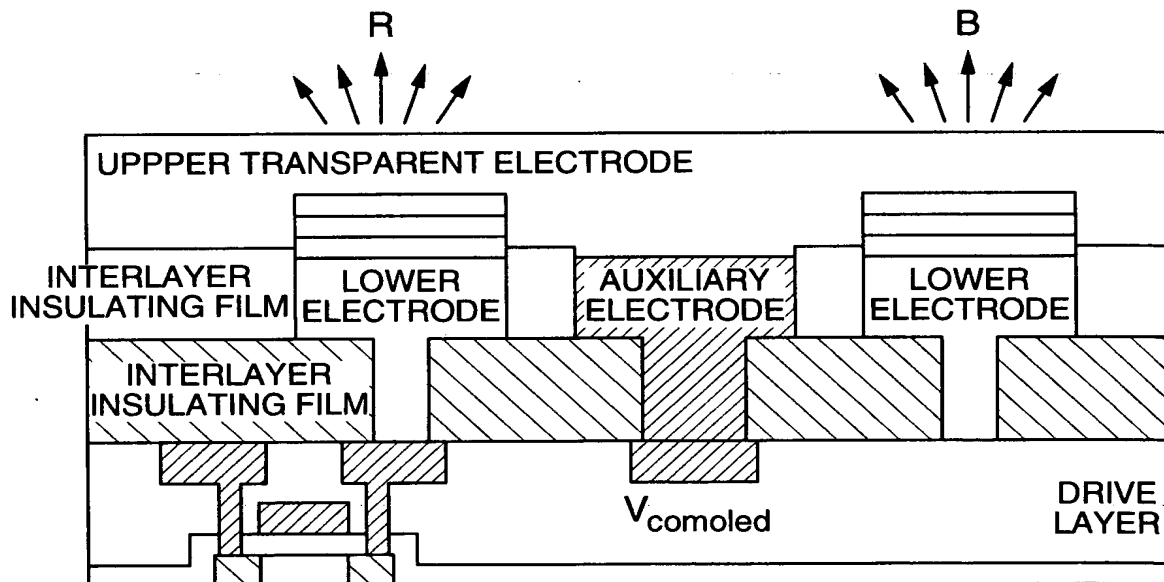 R
B
UPPPER TRANSPARENT ELECTRODE
INTERLAYER
INSULATING FILM
LOWER
ELECTRODE
AUXILIARY
ELECTRODE
LOWER
ELECTRODE
INTERLAYER
INSULATING FILM
Vcomoled
DRIVE
LAYER